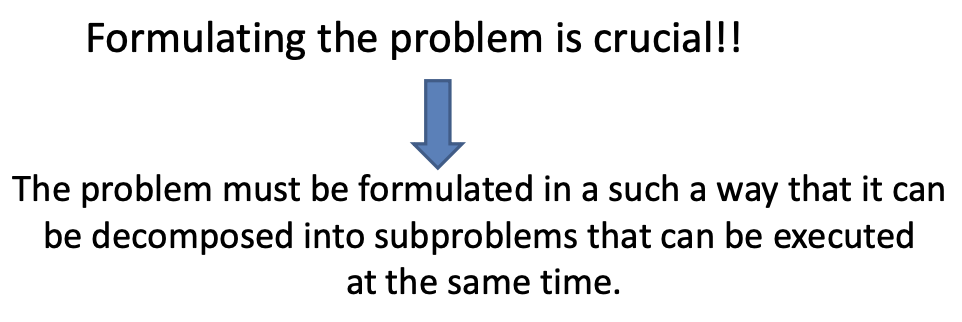 Formulating the problem is crucial!!
The problem must be formulated in a such a way that it can
be decomposed into subproblems that can be executed
at the same time.